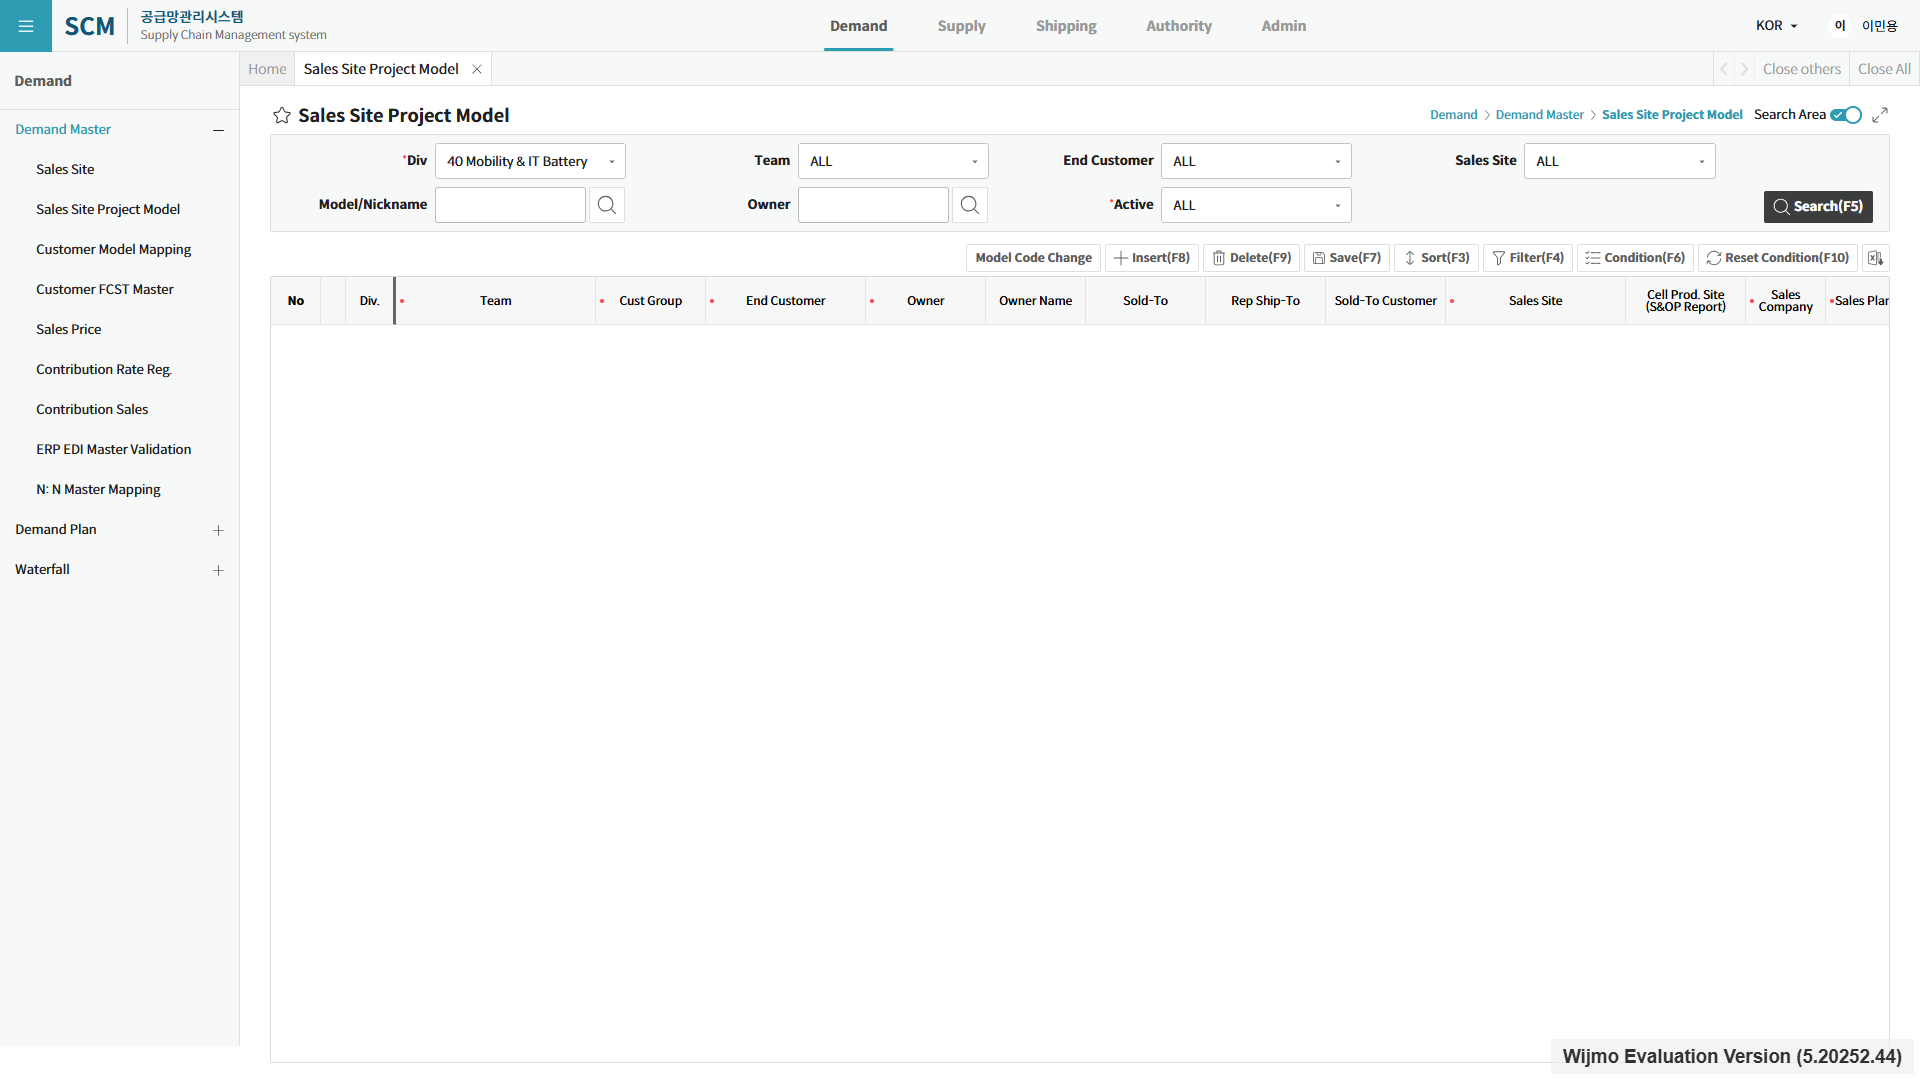 SCM
공급망관리시스템
Supply Chain Management system
Demand
Supply
Shipping
Authority
Admin
KOR
이
이민용
Demand
Home
Sales Site Project Model
Close others
Close All
Demand Master
Sales Site
Sales Site Project Model
Customer Model Mapping
Customer FCST Master
Sales Price
Contribution Rate Reg.
Contribution Sales
ERP EDI Master Validation
N: N Master Mapping
Demand Plan
Waterfall
Sales Site Project Model
Demand > Demand Master > Sales Site Project Model
Search Area
*Div
40 Mobility & IT Battery
Team
ALL
End Customer
ALL
Sales Site
ALL
Model/Nickname
Owner
*Active
ALL
Search(F5)
Model Code Change
Insert(F8)
Delete(F9)
Save(F7)
Sort(F3)
Filter(F4)
Condition(F6)
Reset Condition(F10)
No
Div.
Team
Cust Group
End Customer
Owner
Owner Name
Sold-To
Rep Ship-To
Sold-To Customer
Sales Site
Cell Prod. Site
(S&OP Report)
Sales
Company
Sales Plan
Wijmo Evaluation Version (5.20252.44)